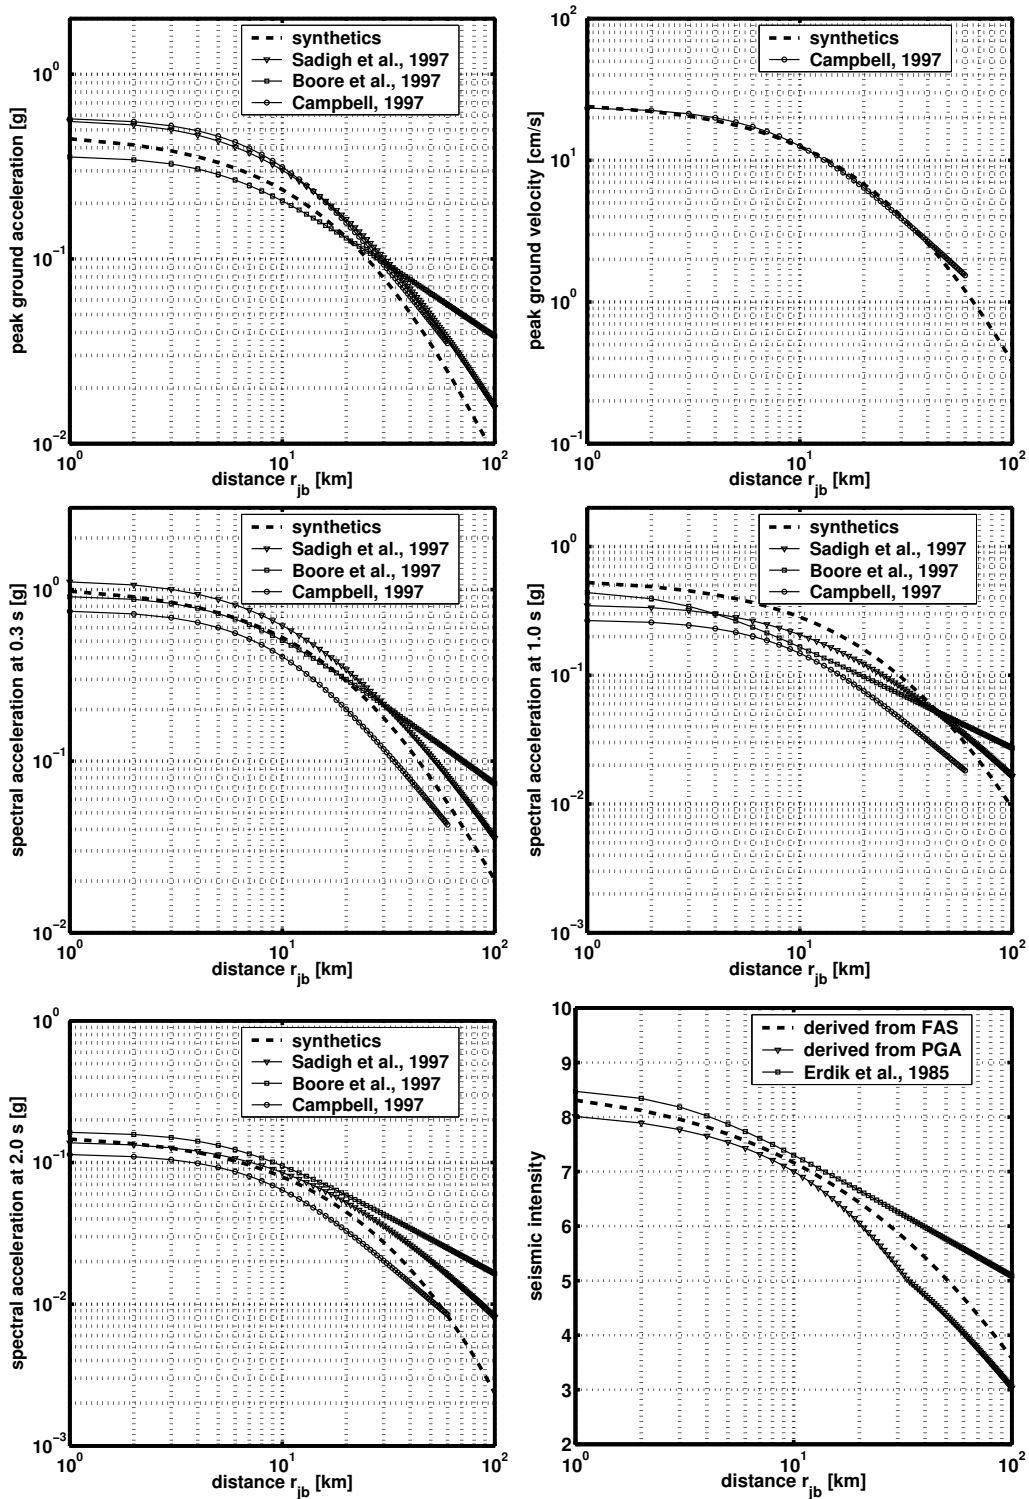 synthetics
Sadigh et al., 1997
Boore et al., 1997
Campbell, 1997
10^0
10^−1
10^−2
peak ground acceleration [g]
10^0 10^1 10^2
distance r_jb [km]
synthetics
Campbell, 1997
10^2
10^1
10^0
10^−1
peak ground velocity [cm/s]
10^0 10^1 10^2
distance r_jb [km]
synthetics
Sadigh et al., 1997
Boore et al., 1997
Campbell, 1997
10^0
10^−1
10^−2
spectral acceleration at 0.3 s [g]
10^0 10^1 10^2
distance r_jb [km]
synthetics
Sadigh et al., 1997
Boore et al., 1997
Campbell, 1997
10^0
10^−1
10^−2
10^−3
spectral acceleration at 1.0 s [g]
10^0 10^1 10^2
distance r_jb [km]
synthetics
Sadigh et al., 1997
Boore et al., 1997
Campbell, 1997
10^0
10^−1
10^−2
10^−3
spectral acceleration at 2.0 s [g]
10^0 10^1 10^2
distance r_jb [km]
derived from FAS
derived from PGA
Erdik et al., 1985
10
9
8
7
6
5
4
3
2
seismic intensity
10^0 10^1 10^2
distance r_jb [km]